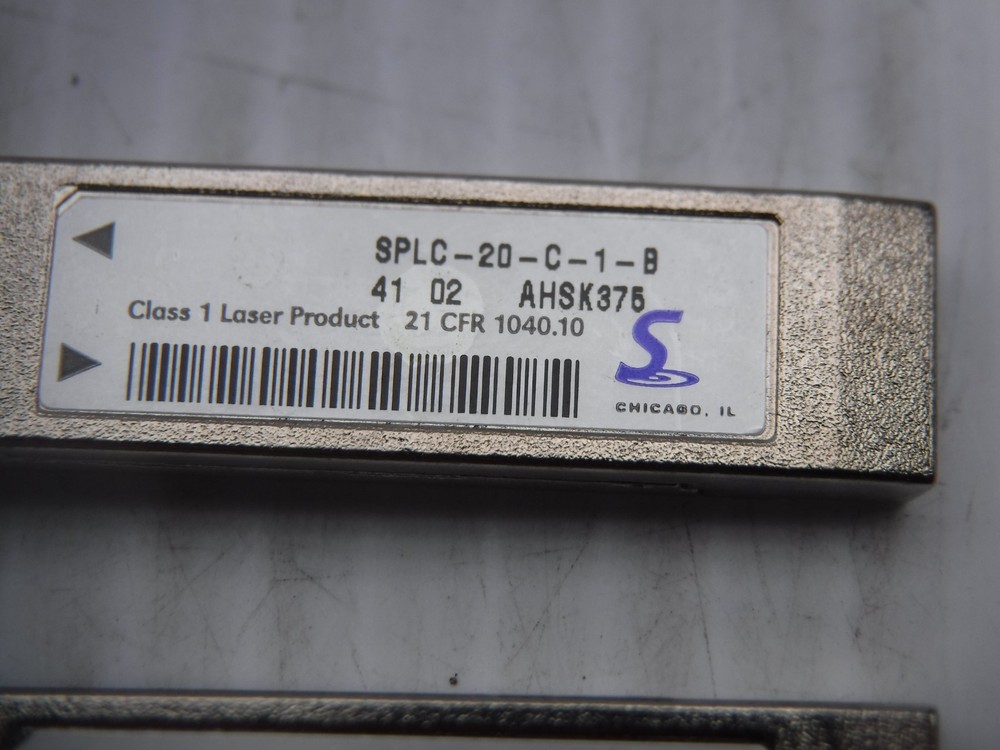 SPLC-20-C-1-B
41 02 AHSK375
Class 1 Laser Product 21 CFR 1040.10
S
CHICAGO, IL